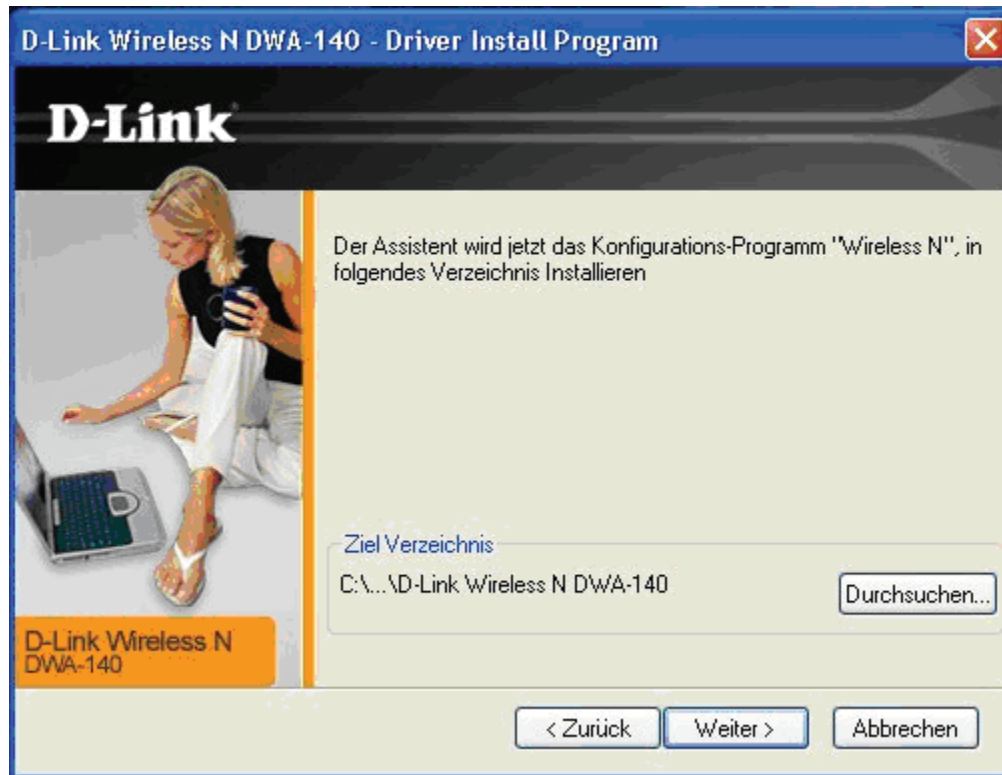 D-Link Wireless N DWA-140 - Driver Install Program
D-Link
Der Assistent wird jetzt das Konfigurations-Programm "Wireless N", in
folgendes Verzeichnis Installieren
Ziel Verzeichnis
C:\...\D-Link Wireless N DWA-140
Durchsuchen...
D-Link Wireless N
DWA-140
< Zurück
Weiter >
Abbrechen